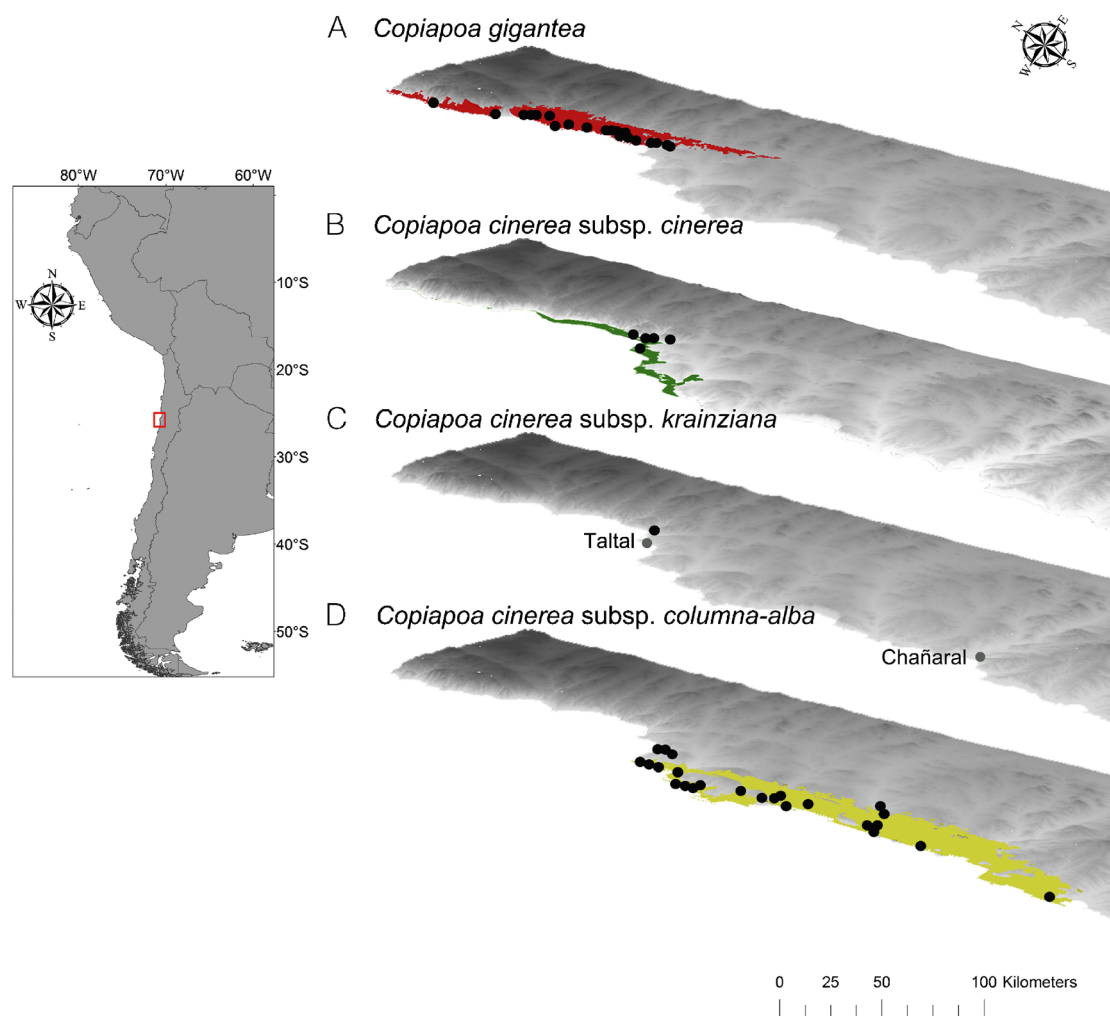 A Copiapoa gigantea
N E
W S
B Copiapoa cinerea subsp. cinerea
80°W 70°W 60°W
10°S
N
W E
S
20°S
30°S
40°S
50°S
C Copiapoa cinerea subsp. krainziana
Taltal
Chañaral
D Copiapoa cinerea subsp. columna-alba
0 25 50 100 Kilometers